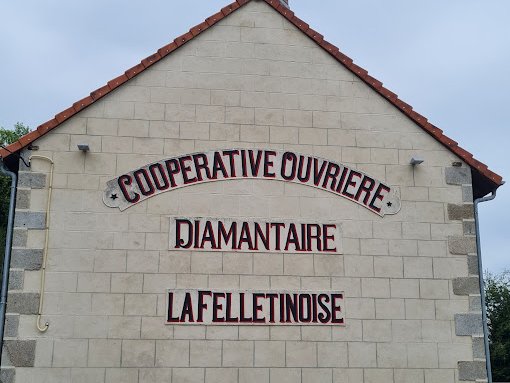 COOPERATIVE OUVRIERE
DIAMANTAIRE
LA FELLETINOISE